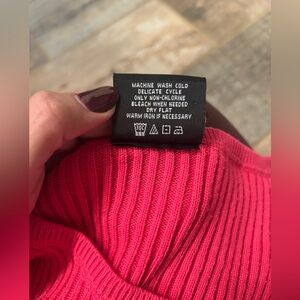 MACHINE WASH COLD
DELICATE CYCLE
ONLY NON-CHLORINE
BLEACH WHEN NEEDED
DRY FLAT
WARM IRON IF NECESSARY